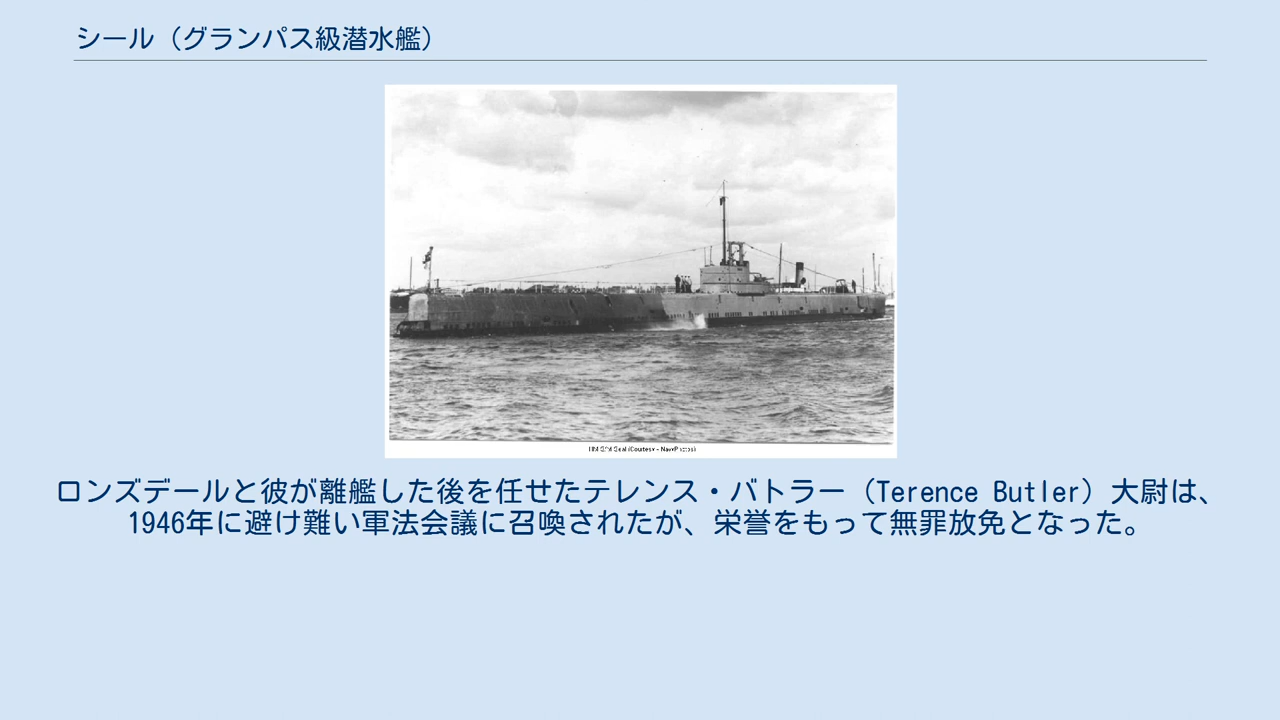 シール（グランパス級潜水艦）
HM S/M Seal (Courtesy - NavyPhotos)
ロンズデールと彼が離艦した後を任せたテレンス・バトラー（Terence Butler）大尉は、
1946年に避け難い軍法会議に召喚されたが、栄誉をもって無罪放免となった。